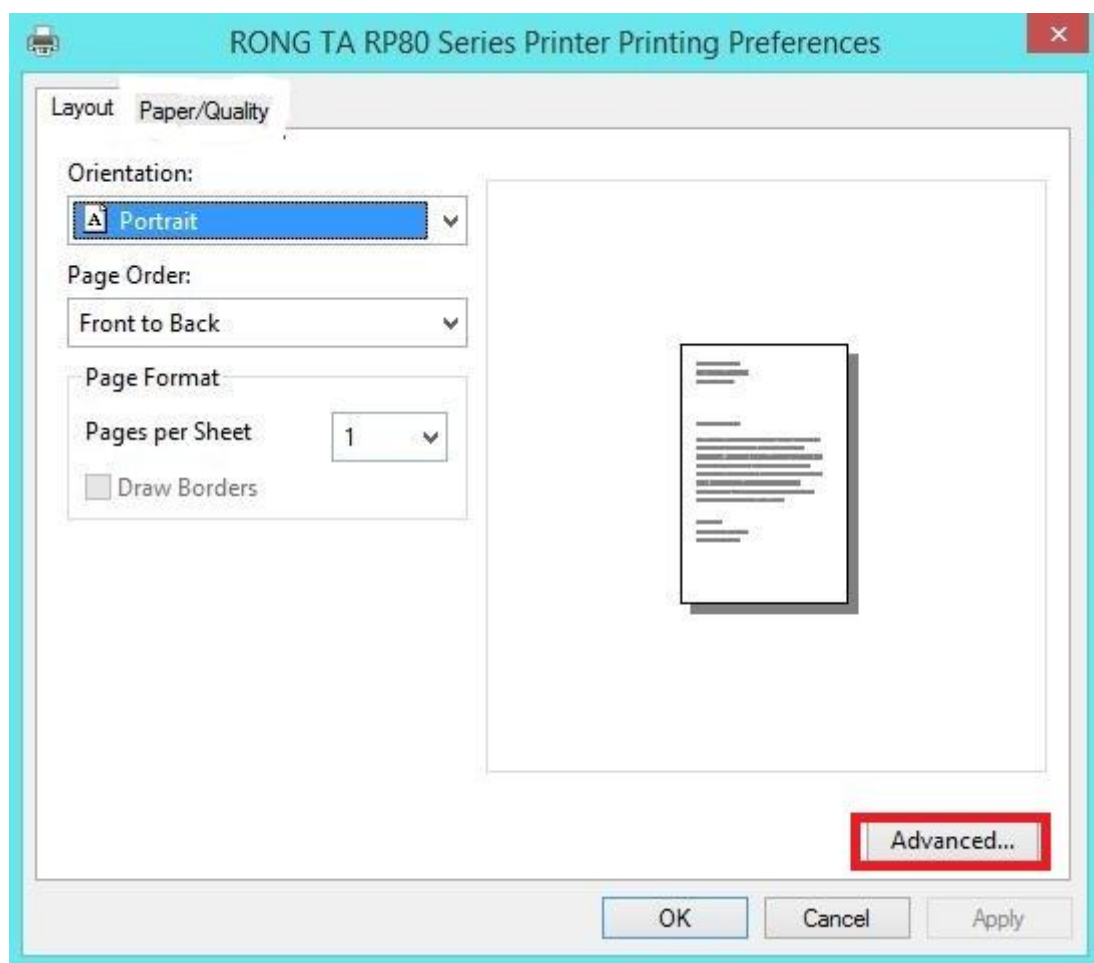 RONG TA RP80 Series Printer Printing Preferences
Layout Paper/Quality
Orientation:
A Portrait
Page Order:
Front to Back
Page Format
Pages per Sheet 1
Draw Borders
Advanced...
OK Cancel Apply